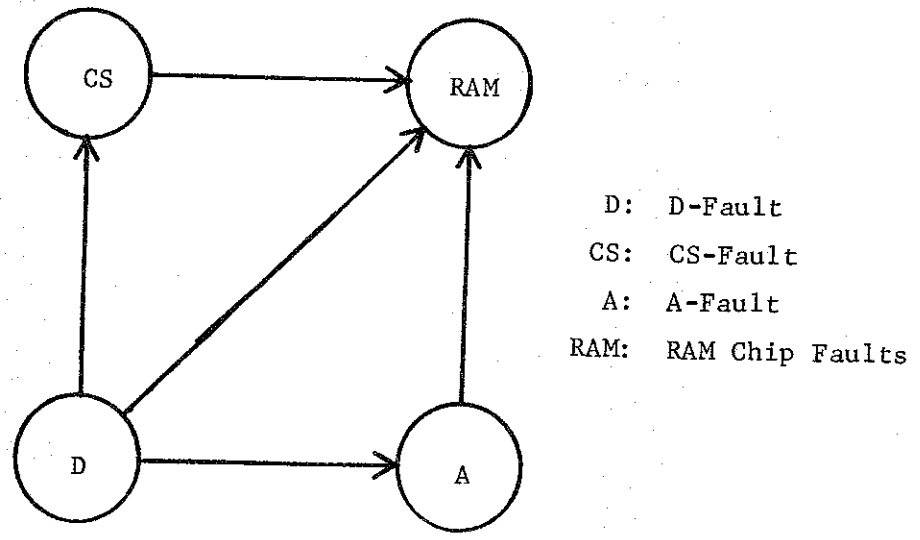 CS
RAM
D
A
D: D-Fault
CS: CS-Fault
A: A-Fault
RAM: RAM Chip Faults